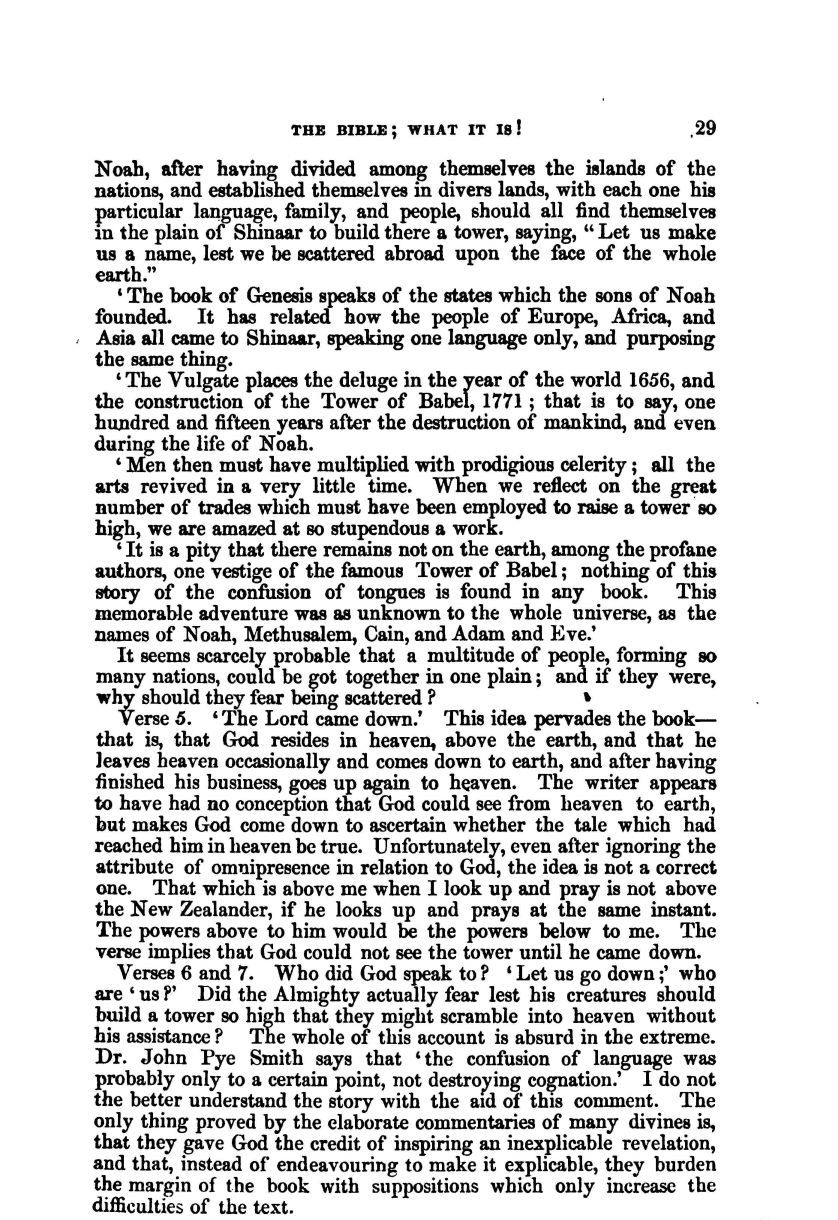 THE BIBLE; WHAT IT IS! 29
Noah, after having divided among themselves the islands of the
nations, and established themselves in divers lands, with each one his
particular language, family, and people, should all find themselves
in the plain of Shinaar to build there a tower, saying, “Let us make
us a name, lest we be scattered abroad upon the face of the whole
earth.”
‘The book of Genesis speaks of the states which the sons of Noah
founded. It has related how the people of Europe, Africa, and
Asia all came to Shinaar, speaking one language only, and purposing
the same thing.
‘The Vulgate places the deluge in the year of the world 1656, and
the construction of the Tower of Babel, 1771; that is to say, one
hundred and fifteen years after the destruction of mankind, and even
during the life of Noah.
‘Men then must have multiplied with prodigious celerity; all the
arts revived in a very little time. When we reflect on the great
number of trades which must have been employed to raise a tower so
high, we are amazed at so stupendous a work.
‘It is a pity that there remains not on the earth, among the profane
authors, one vestige of the famous Tower of Babel; nothing of this
story of the confusion of tongues is found in any book. This
memorable adventure was as unknown to the whole universe, as the
names of Noah, Methusalem, Cain, and Adam and Eve.’
It seems scarcely probable that a multitude of people, forming so
many nations, could be got together in one plain; and if they were,
why should they fear being scattered?
Verse 5. ‘The Lord came down.’ This idea pervades the book—
that is, that God resides in heaven, above the earth, and that he
leaves heaven occasionally and comes down to earth, and after having
finished his business, goes up again to heaven. The writer appears
to have had no conception that God could see from heaven to earth,
but makes God come down to ascertain whether the tale which had
reached him in heaven be true. Unfortunately, even after ignoring the
attribute of omnipresence in relation to God, the idea is not a correct
one. That which is above me when I look up and pray is not above
the New Zealander, if he looks up and prays at the same instant.
The powers above to him would be the powers below to me. The
verse implies that God could not see the tower until he came down.
Verses 6 and 7. Who did God speak to? ‘Let us go down;’ who
are ‘us?’ Did the Almighty actually fear lest his creatures should
build a tower so high that they might scramble into heaven without
his assistance? The whole of this account is absurd in the extreme.
Dr. John Pye Smith says that ‘the confusion of language was
probably only to a certain point, not destroying cognation.’ I do not
the better understand the story with the aid of this comment. The
only thing proved by the elaborate commentaries of many divines is,
that they gave God the credit of inspiring an inexplicable revelation,
and that, instead of endeavouring to make it explicable, they burden
the margin of the book with suppositions which only increase the
difficulties of the text.